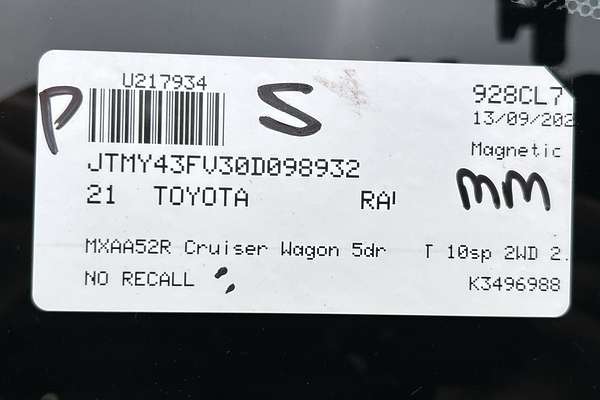 U217934
P
S
928CL7
13/09/202
JTMY43FV30D098932
Magnetic
21 TOYOTA RA
MM
MXAA52R Cruiser Wagon 5dr T 10sp 2WD 2.
NO RECALL
K3496988